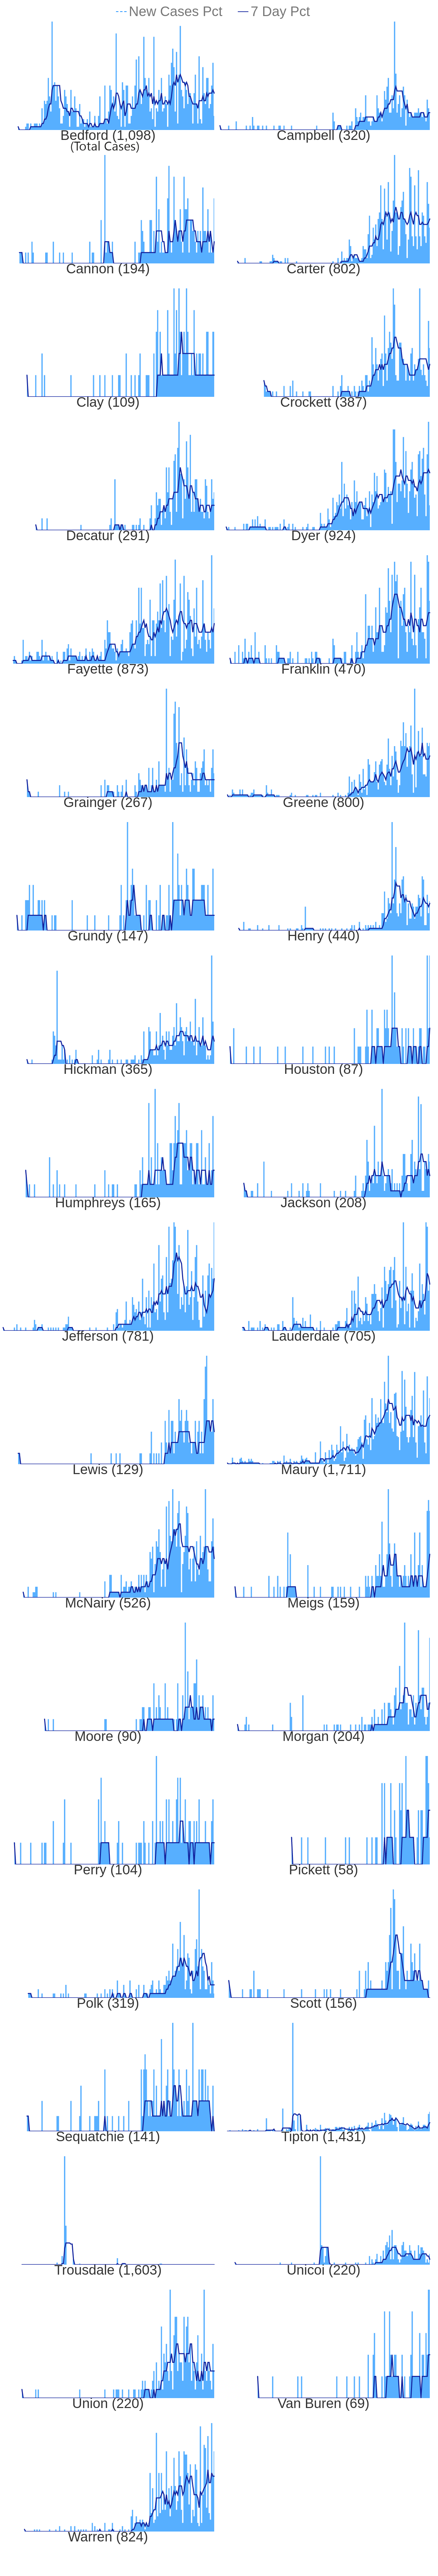 New Cases Pct 7 Day Pct
Bedford (1,098) Campbell (320)
(Total Cases)
Cannon (194) Carter (802)
Clay (109) Crockett (387)
Decatur (291) Dyer (924)
Fayette (873) Franklin (470)
Grainger (267) Greene (800)
Grundy (147) Henry (440)
Hickman (365) Houston (87)
Humphreys (165) Jackson (208)
Jefferson (781) Lauderdale (705)
Lewis (129) Maury (1,711)
McNairy (526) Meigs (159)
Moore (90) Morgan (204)
Perry (104) Pickett (58)
Polk (319) Scott (156)
Sequatchie (141) Tipton (1,431)
Trousdale (1,603) Unicoi (220)
Union (220) Van Buren (69)
Warren (824)